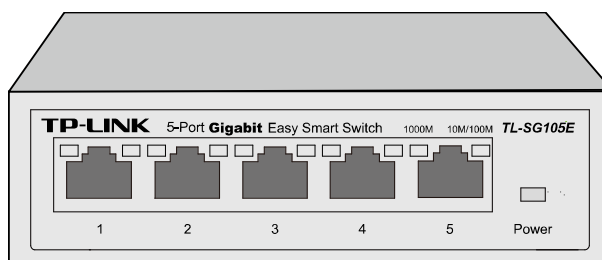 TP-LINK 5-Port Gigabit Easy Smart Switch 1000M 10M/100M TL-SG105E
1 2 3 4 5 Power